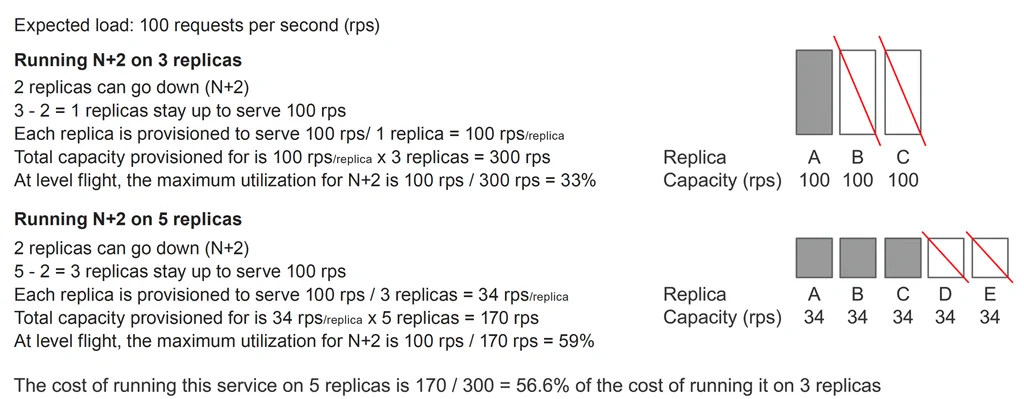 Expected load: 100 requests per second (rps)
Running N+2 on 3 replicas
2 replicas can go down (N+2)
3 - 2 = 1 replicas stay up to serve 100 rps
Each replica is provisioned to serve 100 rps/ 1 replica = 100 rps/replica
Total capacity provisioned for is 100 rps/replica x 3 replicas = 300 rps
At level flight, the maximum utilization for N+2 is 100 rps / 300 rps = 33%
Replica A B C
Capacity (rps) 100 100 100
Running N+2 on 5 replicas
2 replicas can go down (N+2)
5 - 2 = 3 replicas stay up to serve 100 rps
Each replica is provisioned to serve 100 rps / 3 replicas = 34 rps/replica
Total capacity provisioned for is 34 rps/replica x 5 replicas = 170 rps
At level flight, the maximum utilization for N+2 is 100 rps / 170 rps = 59%
Replica A B C D E
Capacity (rps) 34 34 34 34 34
The cost of running this service on 5 replicas is 170 / 300 = 56.6% of the cost of running it on 3 replicas